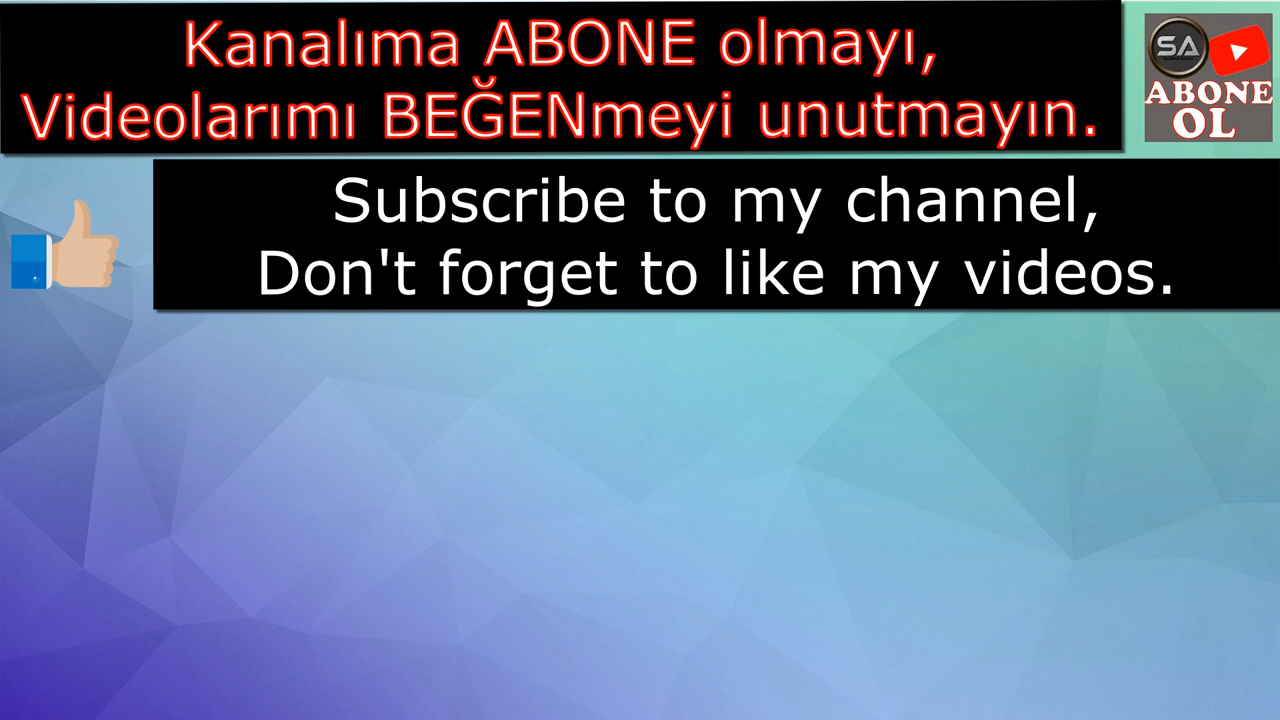 Kanalıma ABONE olmayı,
Videolarımı BEĞENmeyi unutmayın.
SA
ABONE
OL
Subscribe to my channel,
Don't forget to like my videos.